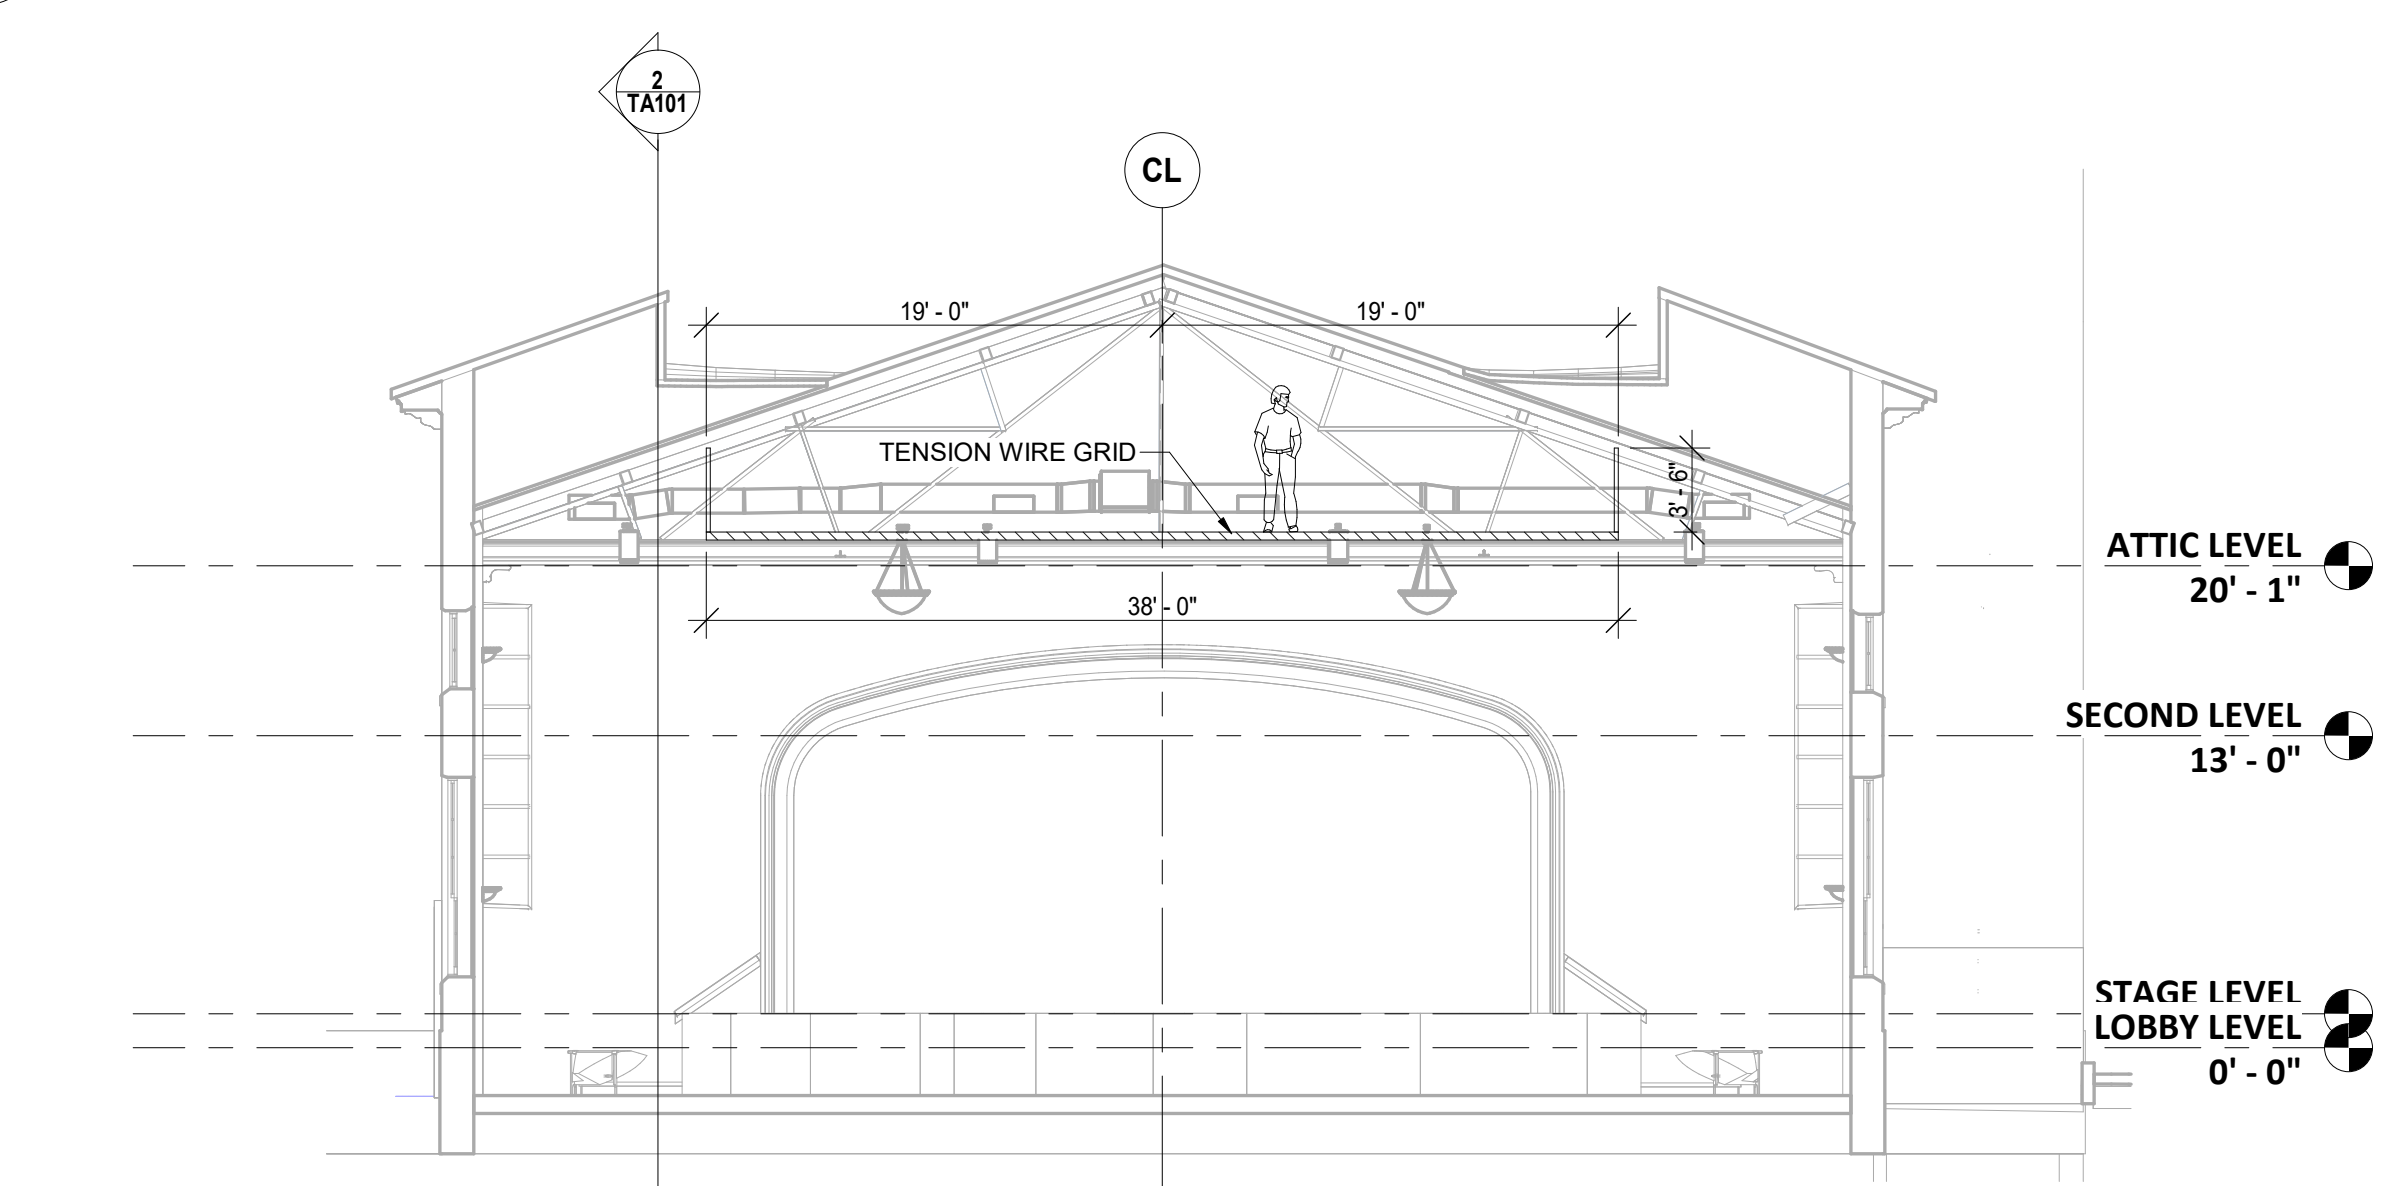 2
TA101
CL
19' - 0"
19' - 0"
TENSION WIRE GRID
3' - 6"
38' - 0"
ATTIC LEVEL
20' - 1"
SECOND LEVEL
13' - 0"
STAGE LEVEL
LOBBY LEVEL
0' - 0"